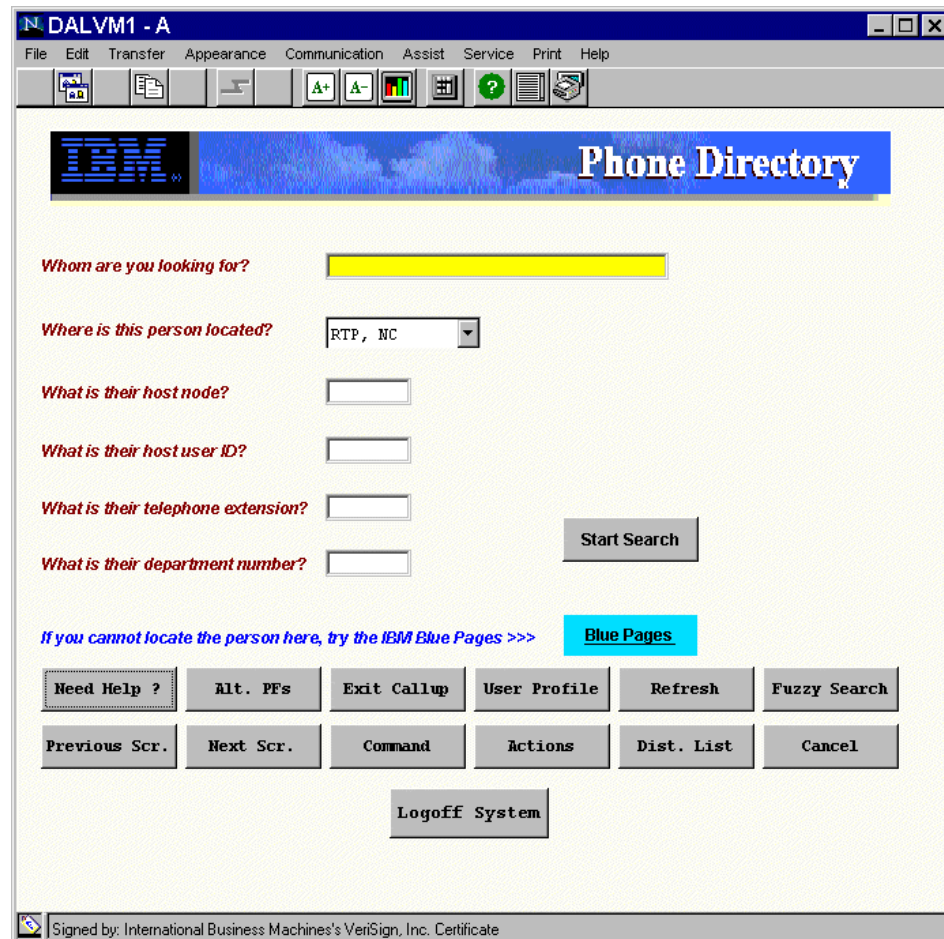 DALVM1 - A
File Edit Transfer Appearance Communication Assist Service Print Help
A+ A- ?
IBM Phone Directory
Whom are you looking for?
Where is this person located? RTP, NC
What is their host node?
What is their host user ID?
What is their telephone extension?
Start Search
What is their department number?
If you cannot locate the person here, try the IBM Blue Pages >>> Blue Pages
Need Help ? Alt. PFs Exit Callup User Profile Refresh Fuzzy Search
Previous Scr. Next Scr. Command Actions Dist. List Cancel
Logoff System
Signed by: International Business Machines's VeriSign, Inc. Certificate